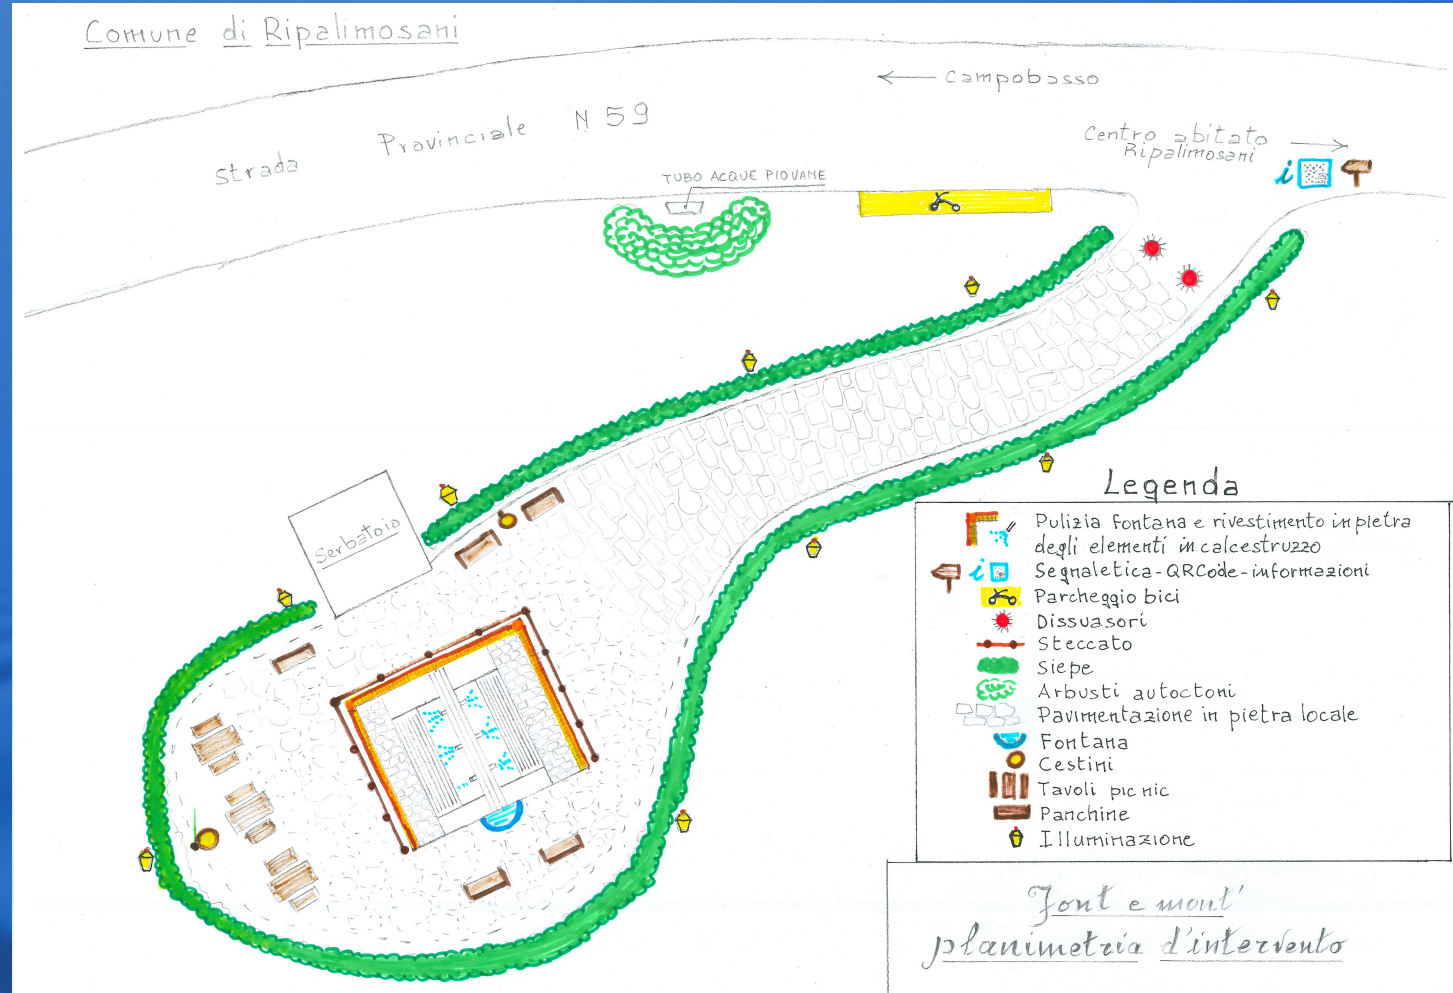 Comune di Ripalimosani
← Campobasso
Strada Provinciale N 59
Centro abitato
Ripalimosani
TUBO ACQUE PIOVANE
i
Serbatoio
Legenda
Pulizia fontana e rivestimento in pietra
degli elementi in calcestruzzo
i Segnaletica-QRCode-informazioni
Parcheggio bici
Dissuasori
Steccato
Siepe
Arbusti autoctoni
Pavimentazione in pietra locale
Fontana
Cestini
Tavoli pic nic
Panchine
Illuminazione
Font e mont'
planimetria d'intervento